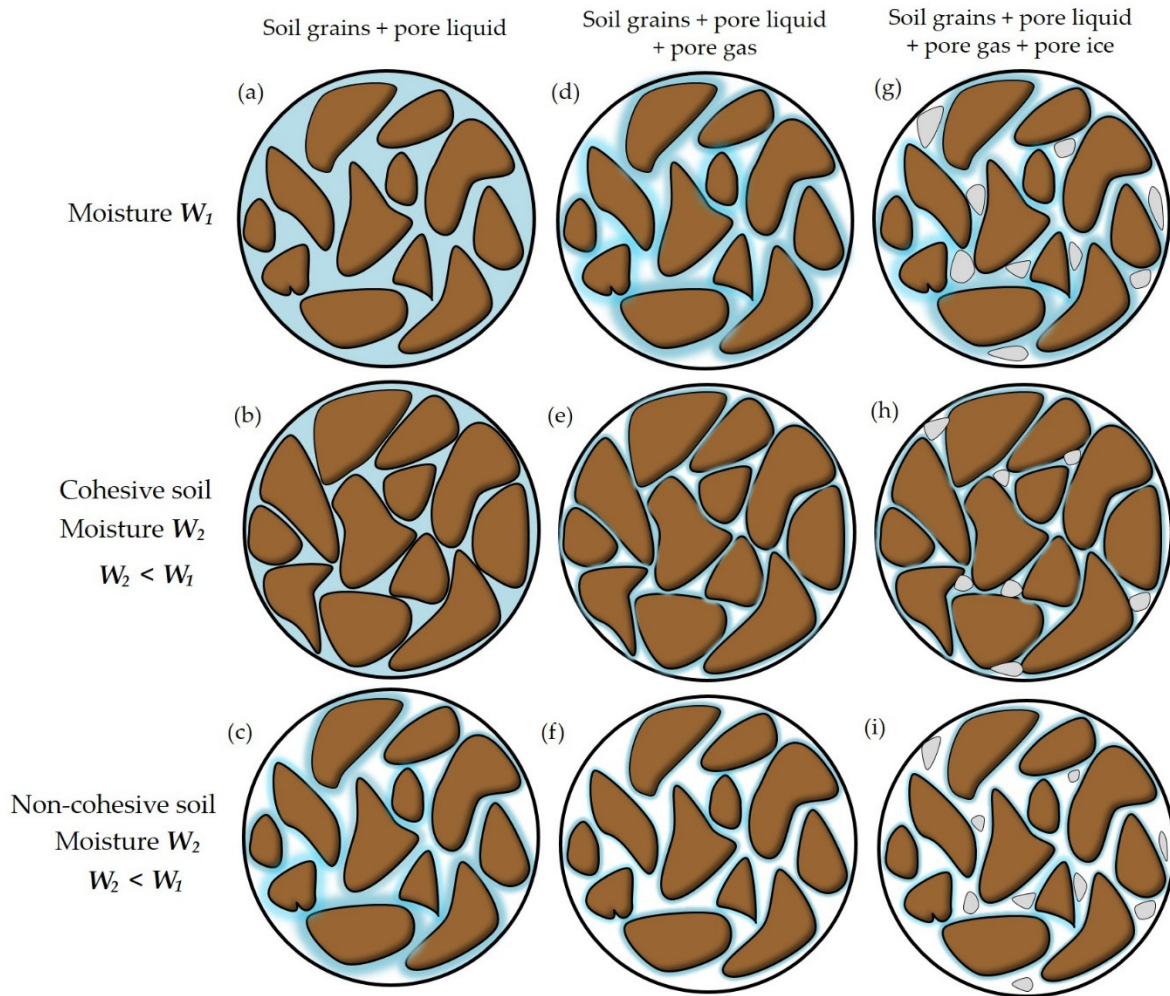 Soil grains + pore liquid
Soil grains + pore liquid
+ pore gas
Soil grains + pore liquid
+ pore gas + pore ice
Moisture W₁
(a)
(d)
(g)
Cohesive soil
Moisture W₂
W₂ < W₁
(b)
(e)
(h)
Non-cohesive soil
Moisture W₂
W₂ < W₁
(c)
(f)
(i)